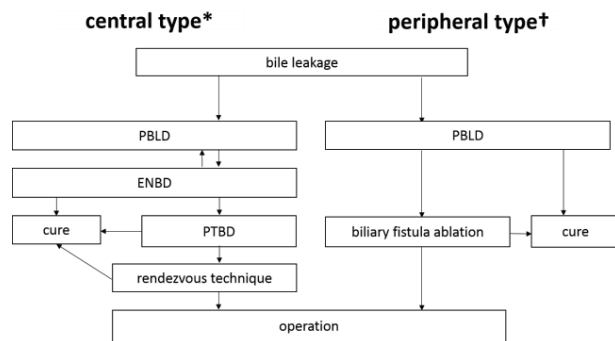 central type* peripheral type†
bile leakage
PBLD PBLD
ENBD
cure PTBD biliary fistula ablation cure
rendezvous technique
operation